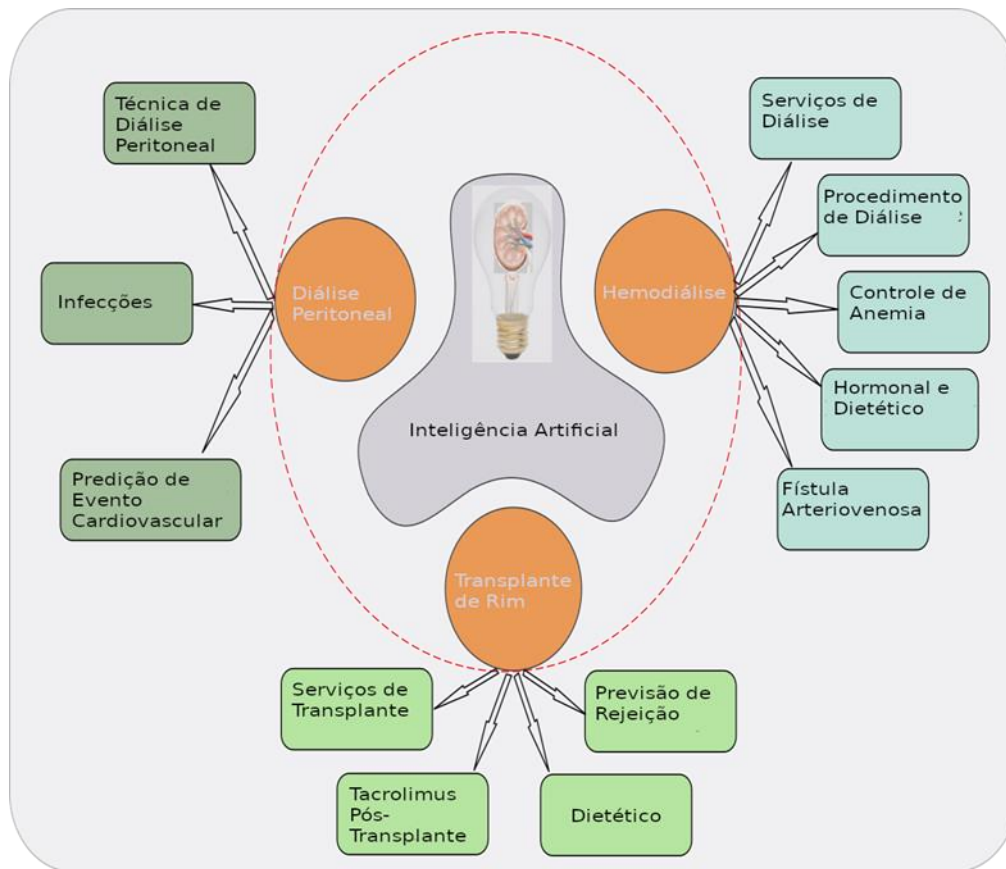 Técnica de
Diálise
Peritoneal
Infecções
Predição de
Evento
Cardiovascular
Diálise
Peritoneal
Inteligência Artificial
Hemodiálise
Serviços de
Diálise
Procedimento
de Diálise
Controle de
Anemia
Hormonal e
Dietético
Fístula
Arteriovenosa
Transplante
de Rim
Serviços de
Transplante
Tacrolimus
Pós-
Transplante
Dietético
Previsão de
Rejeição